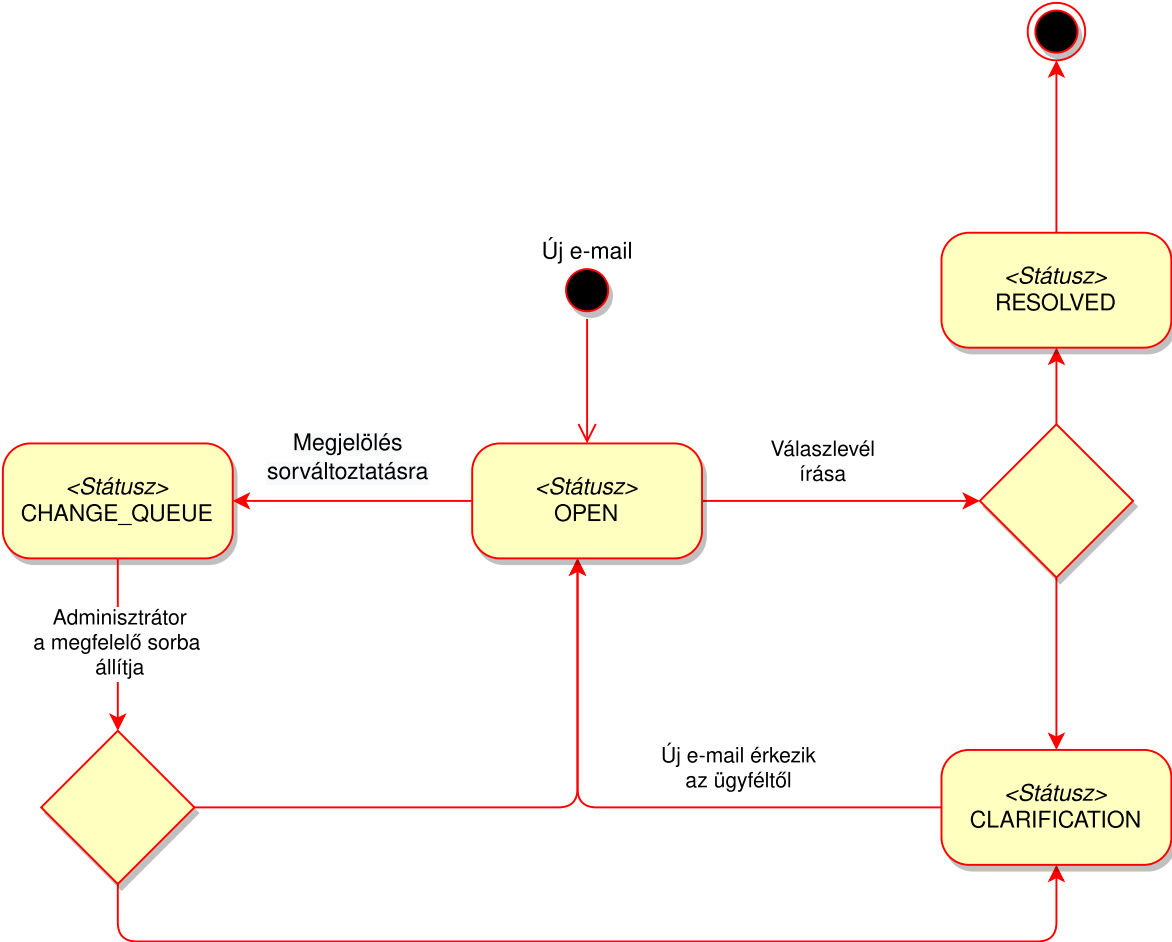 Új e-mail
<Státusz>
RESOLVED
Megjelölés
sorváltoztatásra
Válaszlevél
írása
<Státusz>
CHANGE_QUEUE
<Státusz>
OPEN
Adminisztrátor
a megfelelő sorba
állítja
Új e-mail érkezik
az ügyféltől
<Státusz>
CLARIFICATION